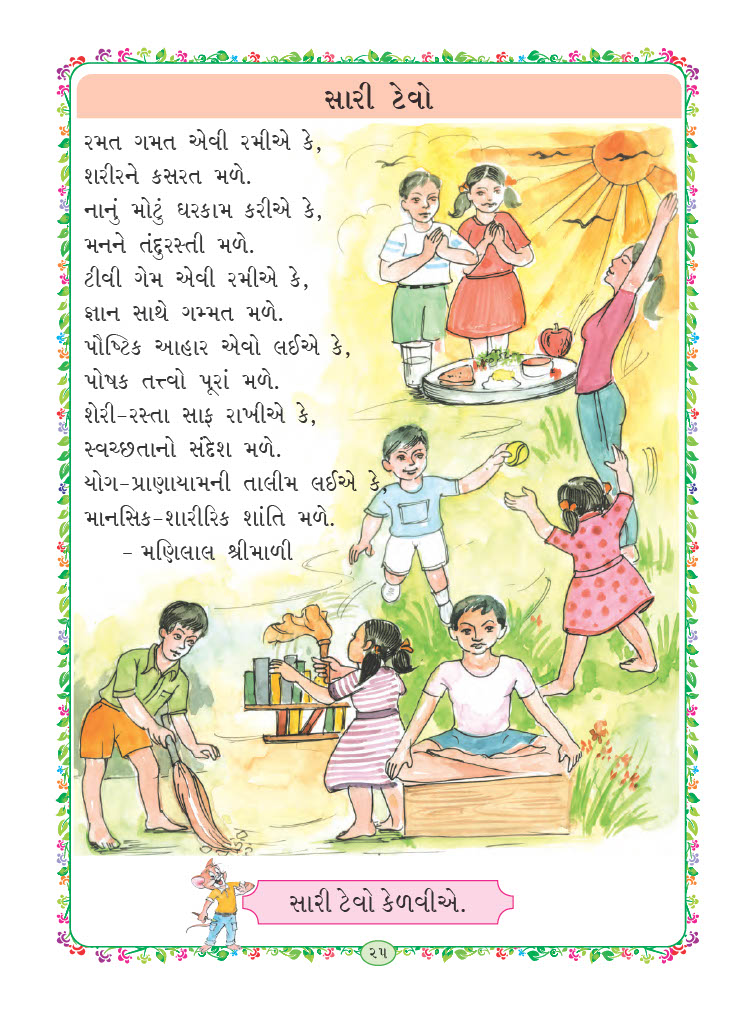 સારી ટેવો
રમત ગમત એવી રમીએ કે,
શરીરને કસરત મળે.
નાનું મોટું ઘરકામ કરીએ કે,
મનને તંદુરસ્તી મળે.
ટીવી ગેમ એવી રમીએ કે,
જ્ઞાન સાથે ગમ્મત મળે.
પૌષ્ટિક આહાર એવો લઈએ કે,
પોષક તત્ત્વો પૂરાં મળે.
શેરી-રસ્તા સાફ રાખીએ કે,
સ્વચ્છતાનો સંદેશ મળે.
યોગ-પ્રાણાયામની તાલીમ લઈએ કે,
માનસિક-શારીરિક શાંતિ મળે.
- મણિલાલ શ્રીમાળી
સારી ટેવો કેળવીએ.
૨૫